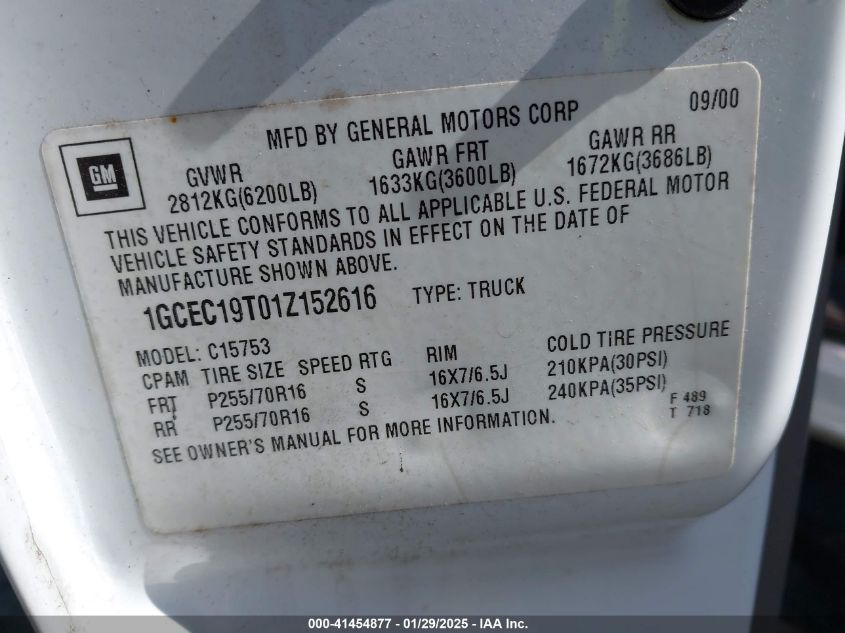 09/00
MFD BY GENERAL MOTORS CORP
GM
GVWR GAWR FRT GAWR RR
2812KG(6200LB) 1633KG(3600LB) 1672KG(3686LB)
THIS VEHICLE CONFORMS TO ALL APPLICABLE U.S. FEDERAL MOTOR
VEHICLE SAFETY STANDARDS IN EFFECT ON THE DATE OF
MANUFACTURE SHOWN ABOVE.
1GCEC19T01Z152616 TYPE: TRUCK
MODEL: C15753
CPAM TIRE SIZE SPEED RTG RIM COLD TIRE PRESSURE
FRT P255/70R16 S 16X7/6.5J 210KPA(30PSI)
RR P255/70R16 S 16X7/6.5J 240KPA(35PSI)
SEE OWNER'S MANUAL FOR MORE INFORMATION.
F 489
T 718
000-41454877 - 01/29/2025 - IAA Inc.